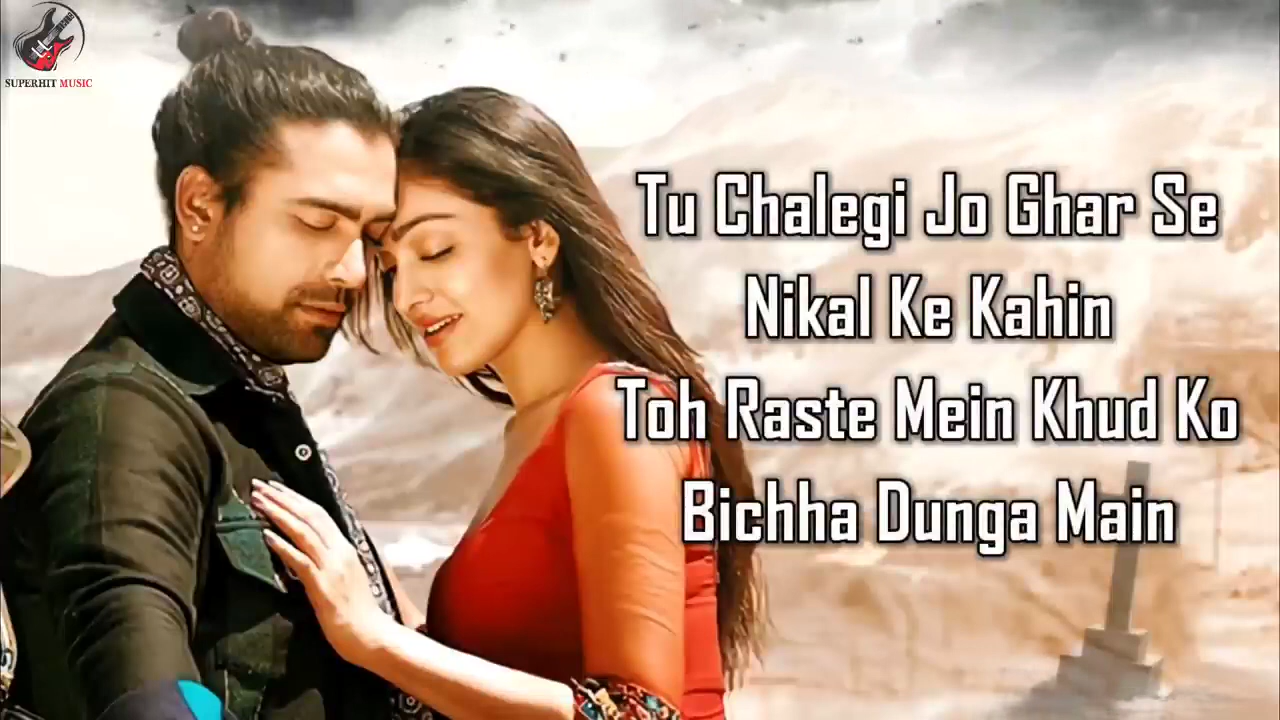 SUPERHIT MUSIC
Tu Chalegi Jo Ghar Se
Nikal Ke Kahin
Toh Raste Mein Khud Ko
Bichha Dunga Main